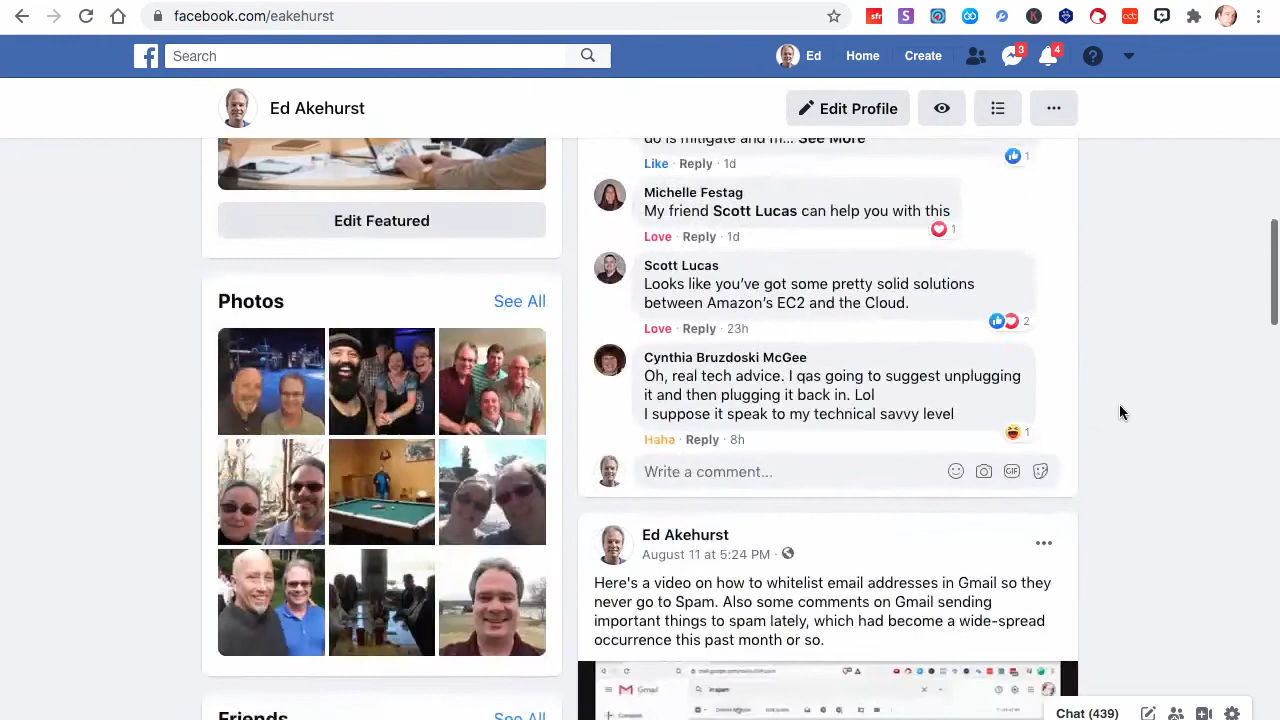 facebook.com/eakehurst
sfr
S
K
cdc
f
Search
Ed
Home
Create
3
4
Ed Akehurst
Edit Profile
do is mitigate and m... See More
Like · Reply · 1d
1
Edit Featured
Michelle Festag
My friend Scott Lucas can help you with this
1
Love · Reply · 1d
Scott Lucas
Looks like you've got some pretty solid solutions
between Amazon's EC2 and the Cloud.
2
Love · Reply · 23h
Photos
See All
Cynthia Bruzdoski McGee
Oh, real tech advice. I qas going to suggest unplugging
it and then plugging it back in. Lol
I suppose it speak to my technical savvy level
1
Haha · Reply · 8h
Write a comment...
GIF
Ed Akehurst
August 11 at 5:24 PM ·
Here's a video on how to whitelist email addresses in Gmail so they
never go to Spam. Also some comments on Gmail sending
important things to spam lately, which had become a wide-spread
occurrence this past month or so.
Gmail
in:spam
Friends
See All
Chat (439)